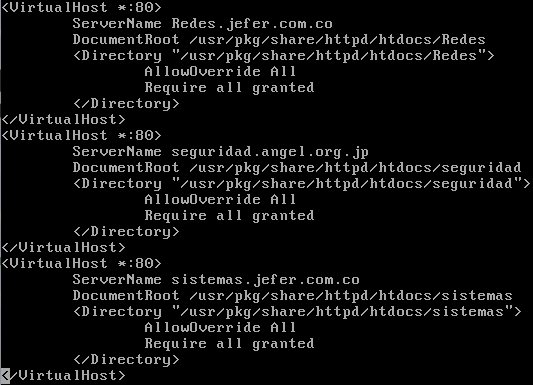 <VirtualHost *:80>
        ServerName Redes.jefer.com.co
        DocumentRoot /usr/pkg/share/httpd/htdocs/Redes
        <Directory "/usr/pkg/share/httpd/htdocs/Redes">
                AllowOverride All
                Require all granted
        </Directory>
</VirtualHost>
<VirtualHost *:80>
        ServerName seguridad.angel.org.jp
        DocumentRoot /usr/pkg/share/httpd/htdocs/seguridad
        <Directory "/usr/pkg/share/httpd/htdocs/seguridad">
                AllowOverride All
                Require all granted
        </Directory>
</VirtualHost>
<VirtualHost *:80>
        ServerName sistemas.jefer.com.co
        DocumentRoot /usr/pkg/share/httpd/htdocs/sistemas
        <Directory "/usr/pkg/share/httpd/htdocs/sistemas">
                AllowOverride All
                Require all granted
        </Directory>
</VirtualHost>